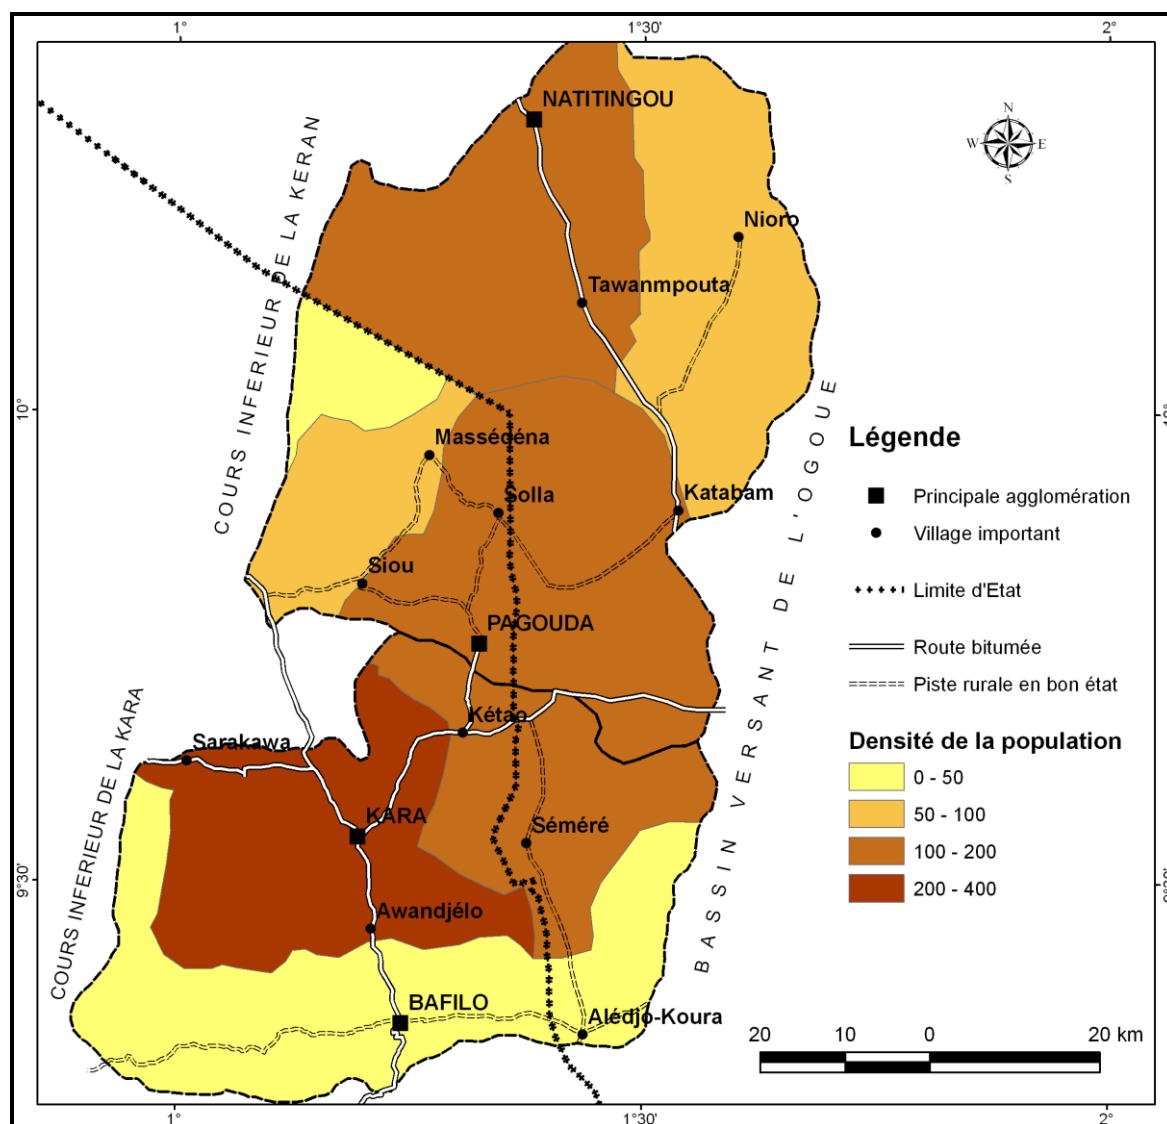 1°
1°30'
2°
NATITINGOU
N
W
E
S
COURS INFERIEUR DE LA KERAN
Nioro
Tawanmpouta
10°
Massédéna
Légende
Solla
Katabam
Principale agglomération
Village important
Siou
Limite d'Etat
PAGOUDA
Route bitumée
Piste rurale en bon état
Kétao
Sarakawa
Densité de la population
0 - 50
50 - 100
KARA
Séméré
100 - 200
200 - 400
9°30'
COURS INFERIEUR DE LA KARA
BASSIN VERSANT DE L'OGOUE
Awandjélo
BAFILO
Alédjo-Koura
20
10
0
20 km
1°
1°30'
2°